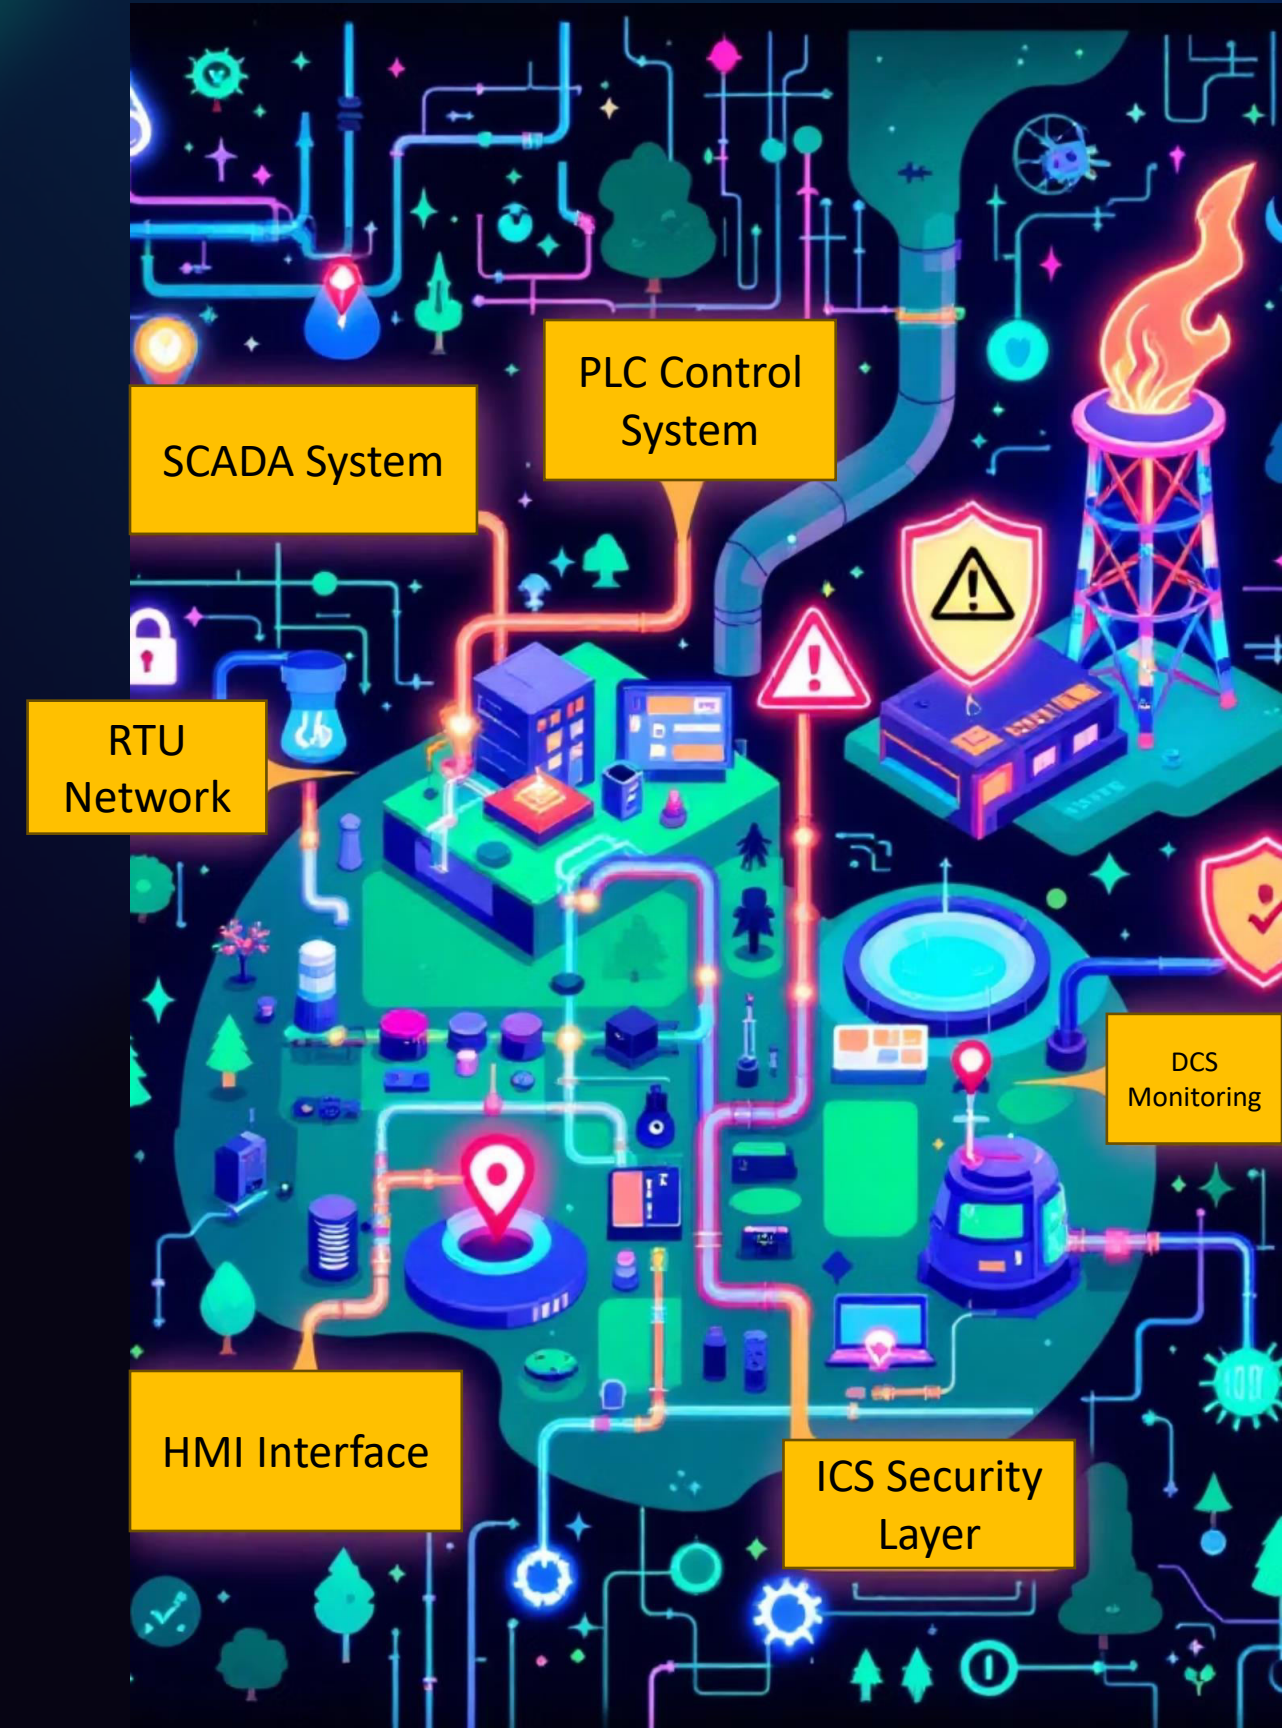 PLC Control
System
SCADA System
RTU
Network
DCS
Monitoring
HMI Interface
ICS Security
Layer